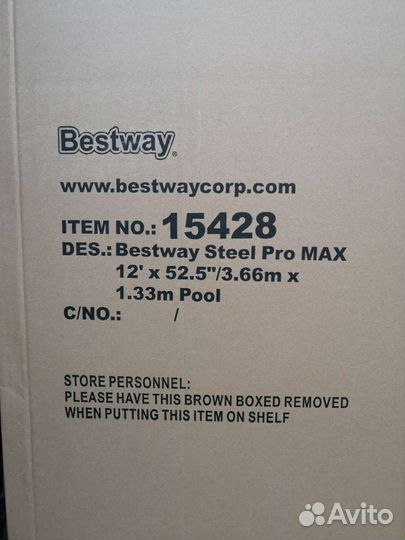 Bestway®
www.bestwaycorp.com
ITEM NO.: 15428
DES.: Bestway Steel Pro MAX
12' x 52.5"/3.66m x
1.33m Pool
C/NO.: /
STORE PERSONNEL:
PLEASE HAVE THIS BROWN BOXED REMOVED
WHEN PUTTING THIS ITEM ON SHELF
Avito